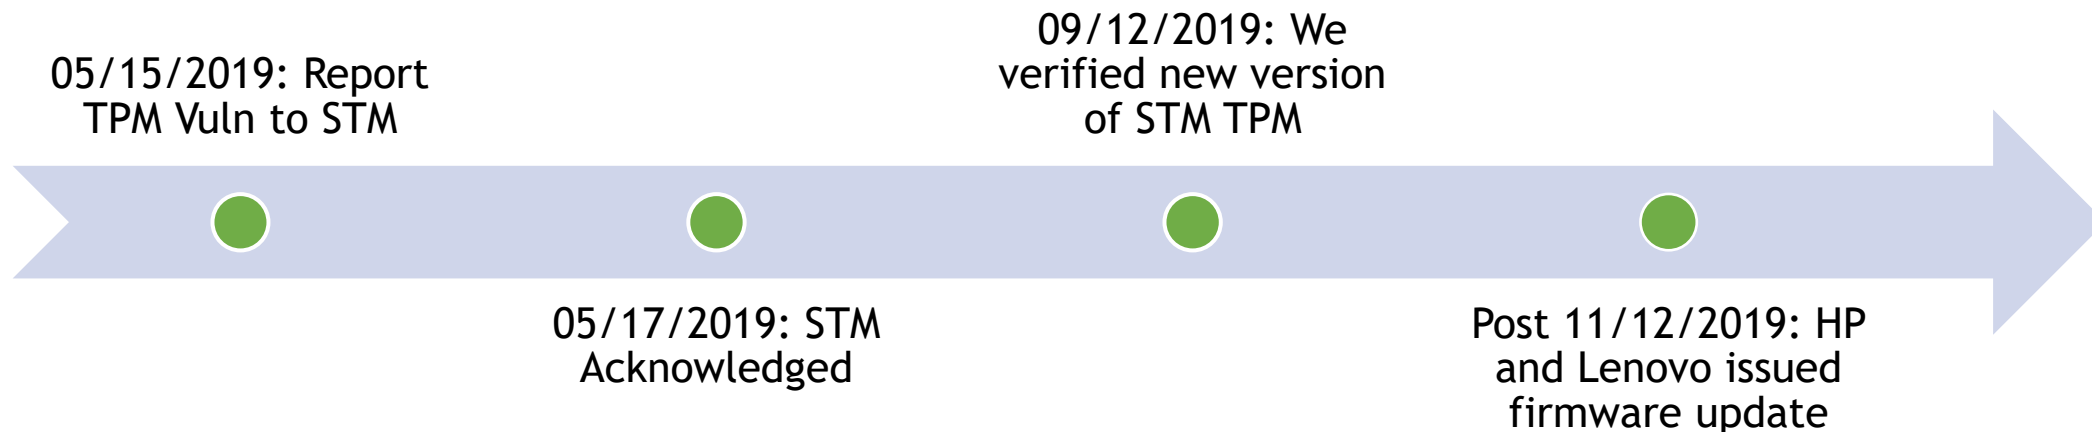 05/15/2019: Report
TPM Vuln to STM
05/17/2019: STM
Acknowledged
09/12/2019: We
verified new version
of STM TPM
Post 11/12/2019: HP
and Lenovo issued
firmware update